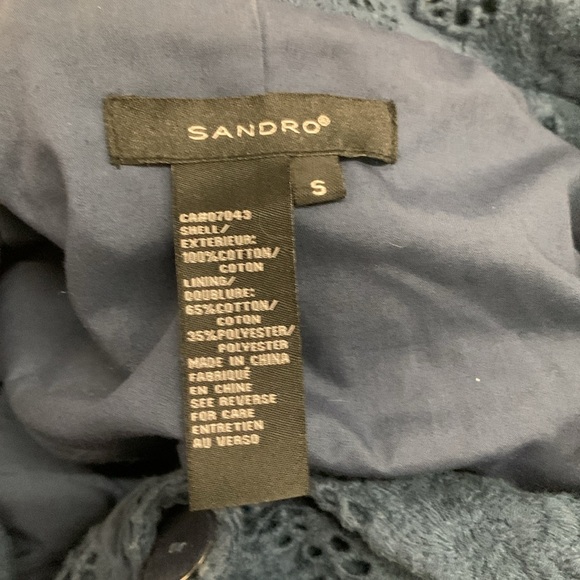 SANDRO®
S
CA#07043
SHELL/
EXTERIEUR:
100%COTTON/
COTON
LINING/
DOUBLURE:
65%COTTON/
COTON
35%POLYESTER/
POLYESTER
MADE IN CHINA
FABRIQUÉ
EN CHINE
SEE REVERSE
FOR CARE
ENTRETIEN
AU VERSO